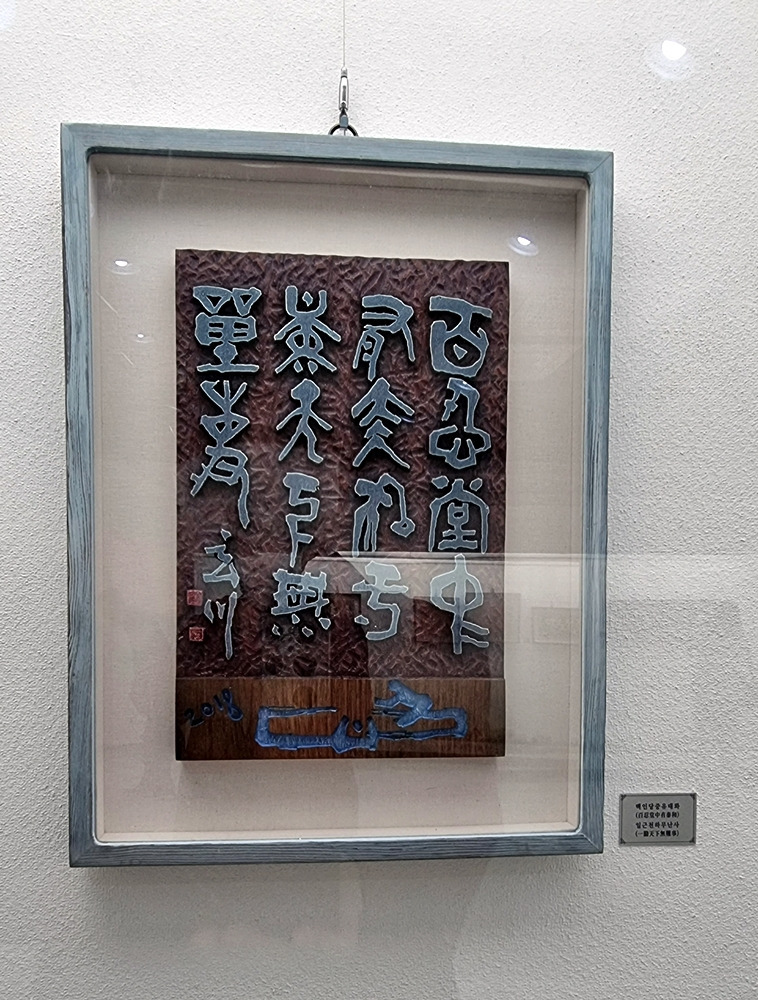 百忍堂中
有泰和一
勤天下無
難事
玄川
2018
백인당중유태화
(百忍堂中有泰和)
일근천하무난사
(一勤天下無難事)